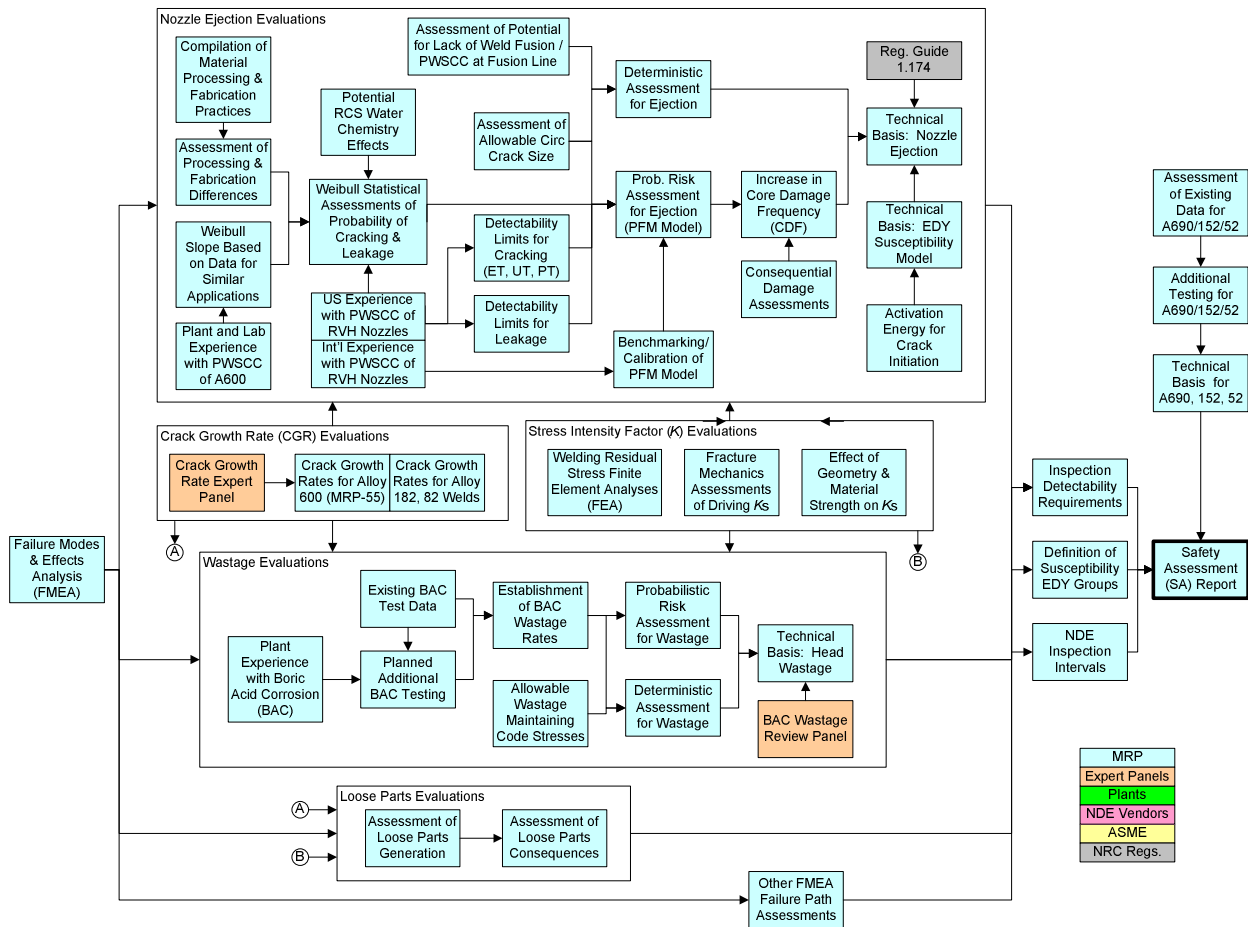 Nozzle Ejection Evaluations
Compilation of
Material
Processing &
Fabrication
Practices
Assessment of
Processing &
Fabrication
Differences
Weibull
Slope Based
on Data for
Similar
Applications
Plant and Lab
Experience
with PWSCC
of A600
Potential
RCS Water
Chemistry
Effects
Weibull Statistical
Assessments of
Probability of
Cracking &
Leakage
US Experience
with PWSCC of
RVH Nozzles
Int'l Experience
with PWSCC of
RVH Nozzles
Assessment of Potential
for Lack of Weld Fusion /
PWSCC at Fusion Line
Assessment of
Allowable Circ
Crack Size
Detectability
Limits for
Cracking
(ET, UT, PT)
Detectability
Limits for
Leakage
Deterministic
Assessment
for Ejection
Prob. Risk
Assessment
for Ejection
(PFM Model)
Benchmarking/
Calibration of
PFM Model
Increase in
Core Damage
Frequency
(CDF)
Consequential
Damage
Assessments
Reg. Guide
1.174
Technical
Basis: Nozzle
Ejection
Technical
Basis: EDY
Susceptibility
Model
Activation
Energy for
Crack
Initiation
Crack Growth Rate (CGR) Evaluations
Crack Growth
Rate Expert
Panel
Crack Growth
Rates for Alloy
600 (MRP-55)
Crack Growth
Rates for Alloy
182, 82 Welds
A
Stress Intensity Factor (K) Evaluations
Welding Residual
Stress Finite
Element Analyses
(FEA)
Fracture
Mechanics
Assessments
of Driving Ks
Effect of
Geometry &
Material
Strength on Ks
B
Failure Modes
& Effects
Analysis
(FMEA)
Wastage Evaluations
Plant
Experience
with Boric
Acid Corrosion
(BAC)
Existing BAC
Test Data
Planned
Additional
BAC Testing
Establishment
of BAC
Wastage
Rates
Allowable
Wastage
Maintaining
Code Stresses
Probabilistic
Risk
Assessment
for Wastage
Deterministic
Assessment
for Wastage
Technical
Basis: Head
Wastage
BAC Wastage
Review Panel
A
B
Loose Parts Evaluations
Assessment of
Loose Parts
Generation
Assessment of
Loose Parts
Consequences
Other FMEA
Failure Path
Assessments
Inspection
Detectability
Requirements
Definition of
Susceptibility
EDY Groups
NDE
Inspection
Intervals
Assessment
of Existing
Data for
A690/152/52
Additional
Testing for
A690/152/52
Technical
Basis for
A690, 152, 52
Safety
Assessment
(SA) Report
MRP
Expert Panels
Plants
NDE Vendors
ASME
NRC Regs.